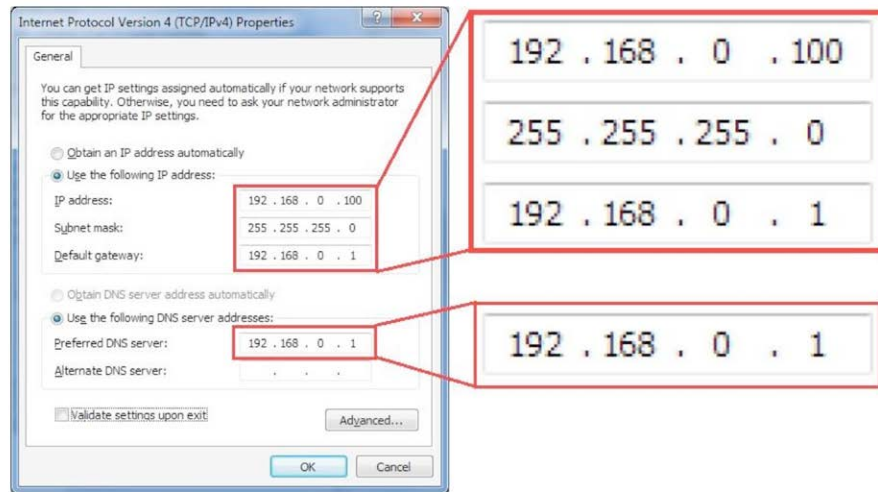 Internet Protocol Version 4 (TCP/IPv4) Properties
General
You can get IP settings assigned automatically if your network supports
this capability. Otherwise, you need to ask your network administrator
for the appropriate IP settings.
Obtain an IP address automatically
Use the following IP address:
IP address: 192 . 168 . 0 . 100
Subnet mask: 255 . 255 . 255 . 0
Default gateway: 192 . 168 . 0 . 1
Obtain DNS server address automatically
Use the following DNS server addresses:
Preferred DNS server: 192 . 168 . 0 . 1
Alternate DNS server: . . .
Validate settings upon exit
Advanced...
OK Cancel
192 . 168 . 0 . 100
255 . 255 . 255 . 0
192 . 168 . 0 . 1
192 . 168 . 0 . 1